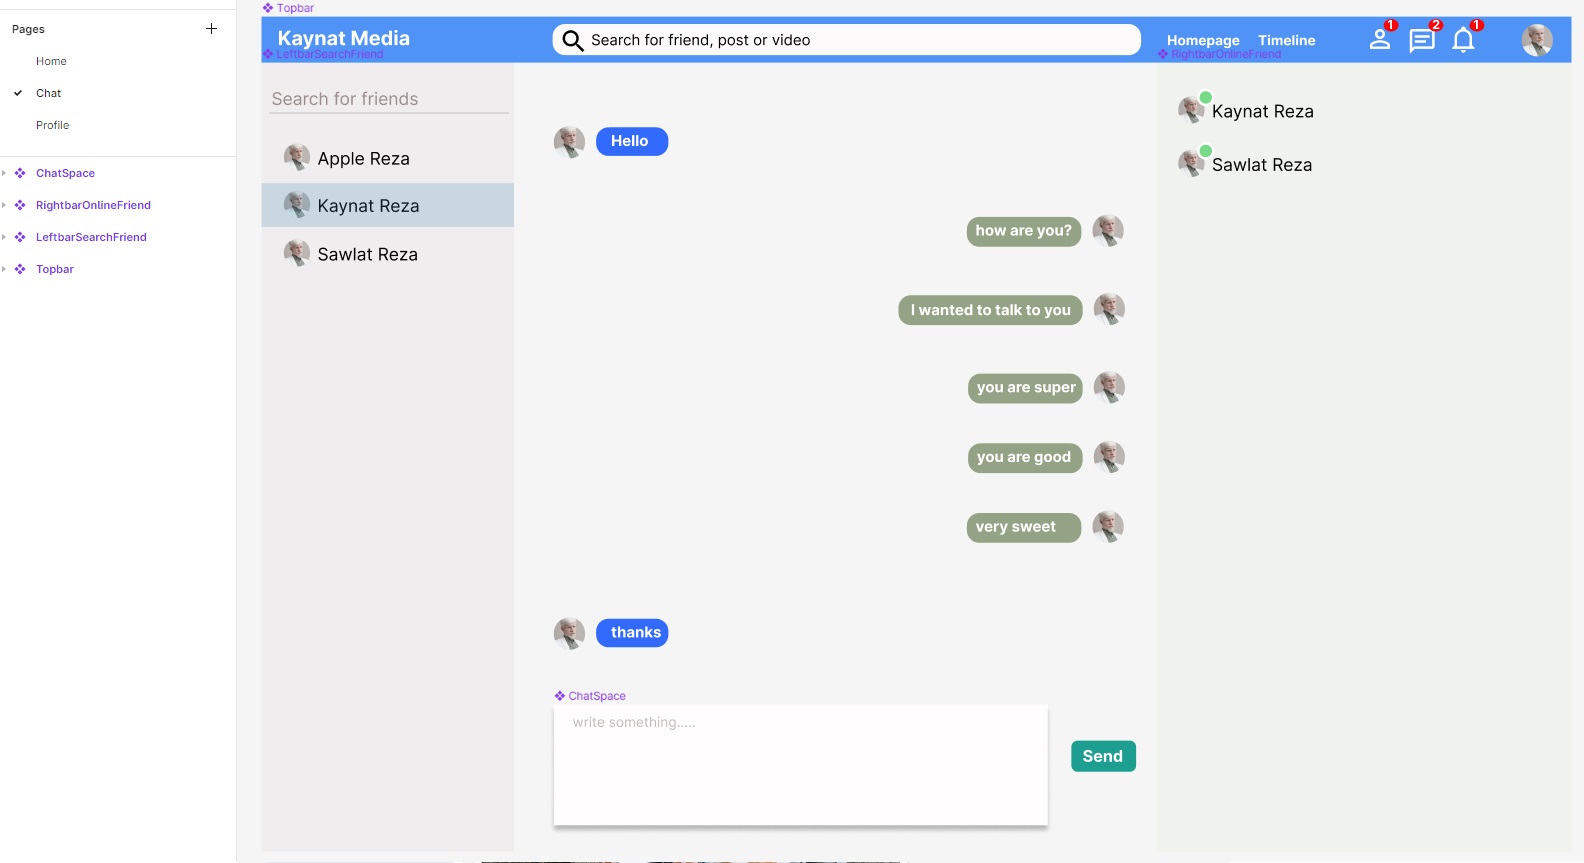 Pages
Home
Chat
Profile
ChatSpace
RightbarOnlineFriend
LeftbarSearchFriend
Topbar
Topbar
Kaynat Media
Search for friend, post or video
Homepage
Timeline
1
2
1
LeftbarSearchFriend
RightbarOnlineFriend
Search for friends
Apple Reza
Kaynat Reza
Sawlat Reza
Hello
how are you?
I wanted to talk to you
you are super
you are good
very sweet
thanks
ChatSpace
write something.....
Send
Kaynat Reza
Sawlat Reza